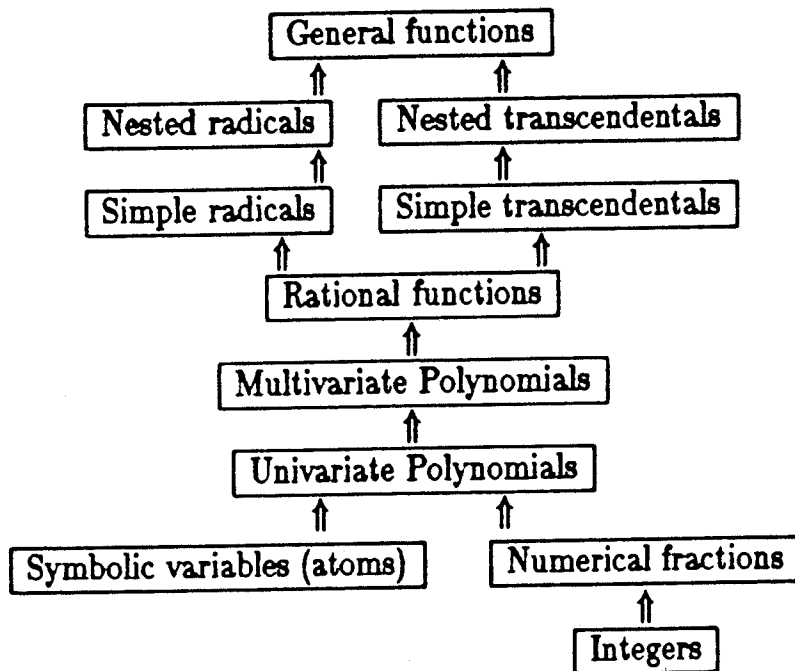 General functions
Nested radicals
Nested transcendentals
Simple radicals
Simple transcendentals
Rational functions
Multivariate Polynomials
Univariate Polynomials
Symbolic variables (atoms)
Numerical fractions
Integers